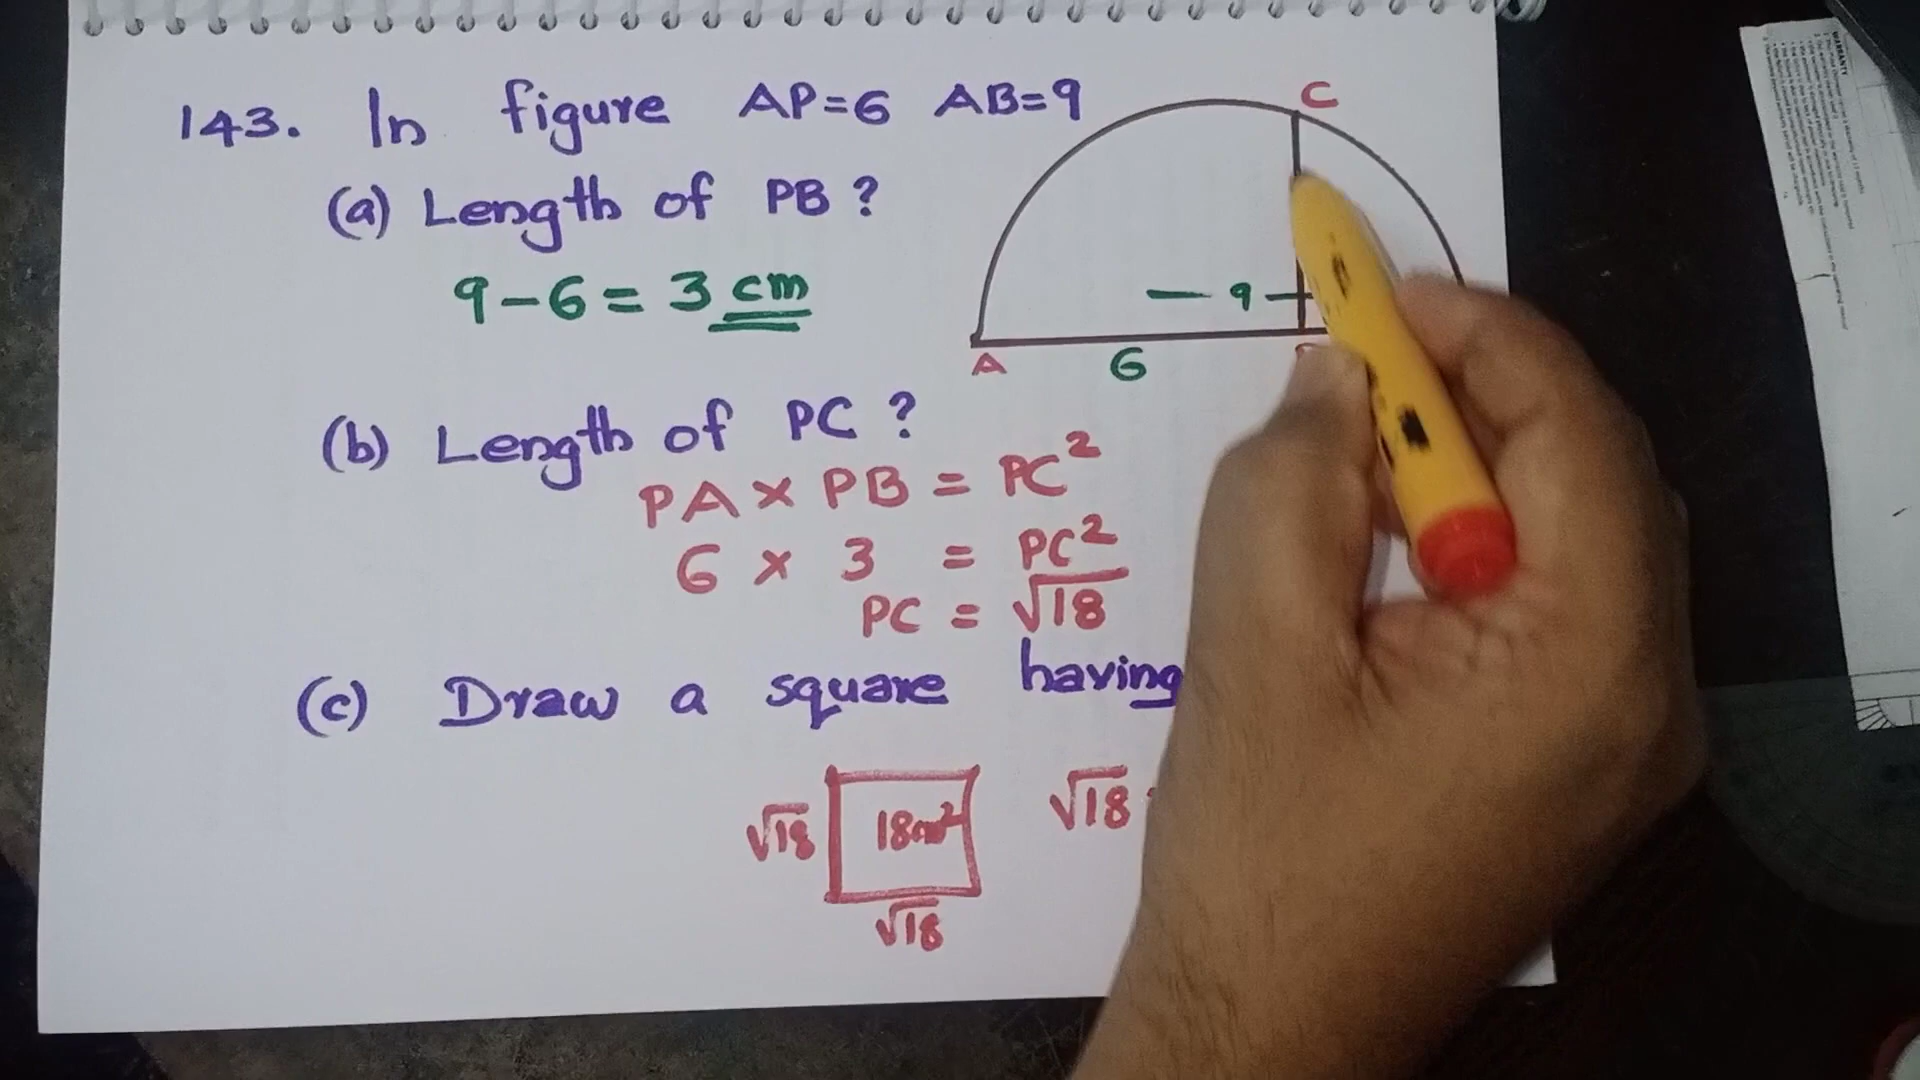 143. In figure AP=6 AB=9
C
(a) Length of PB ?
9-6=3 cm
9
A
6
(b) Length of PC ?
PA × PB = PC²
6 × 3 = PC²
PC = √18
(c) Draw a square having
√18
18cm²
√18
√18
WARRANTY